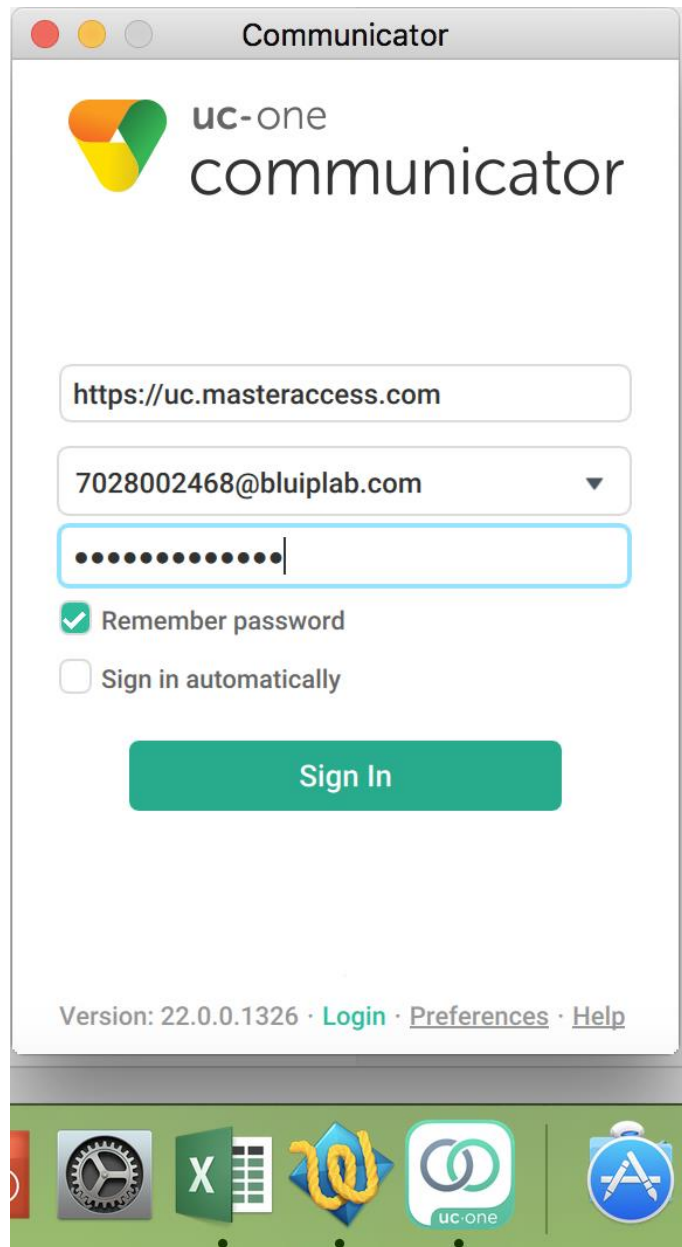 Communicator
uc-one
communicator
https://uc.masteraccess.com
7028002468@bluiplab.com
•••••••••••••
Remember password
Sign in automatically
Sign In
Version: 22.0.0.1326 · Login · Preferences · Help
X
uc-one